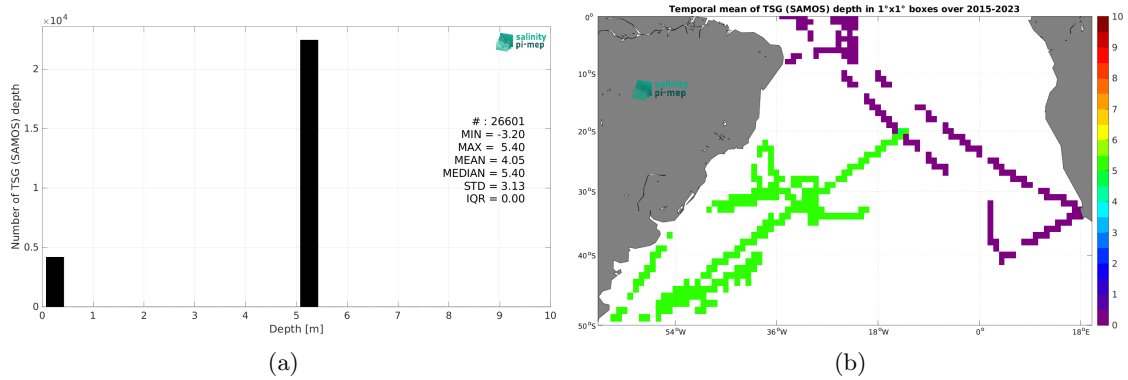 ×10⁴
2
1.5
1
0.5
0
Number of TSG (SAMOS) depth
salinity
pi-mep
# : 26601
MIN = -3.20
MAX = 5.40
MEAN = 4.05
MEDIAN = 5.40
STD = 3.13
IQR = 0.00
0 1 2 3 4 5 6 7 8 9 10
Depth [m]
(a)
Temporal mean of TSG (SAMOS) depth in 1°x1° boxes over 2015-2023
0°
10°S
20°S
30°S
40°S
50°S
salinity
pi-mep
54°W 36°W 18°W 0° 18°E
10
9
8
7
6
5
4
3
2
1
0
(b)